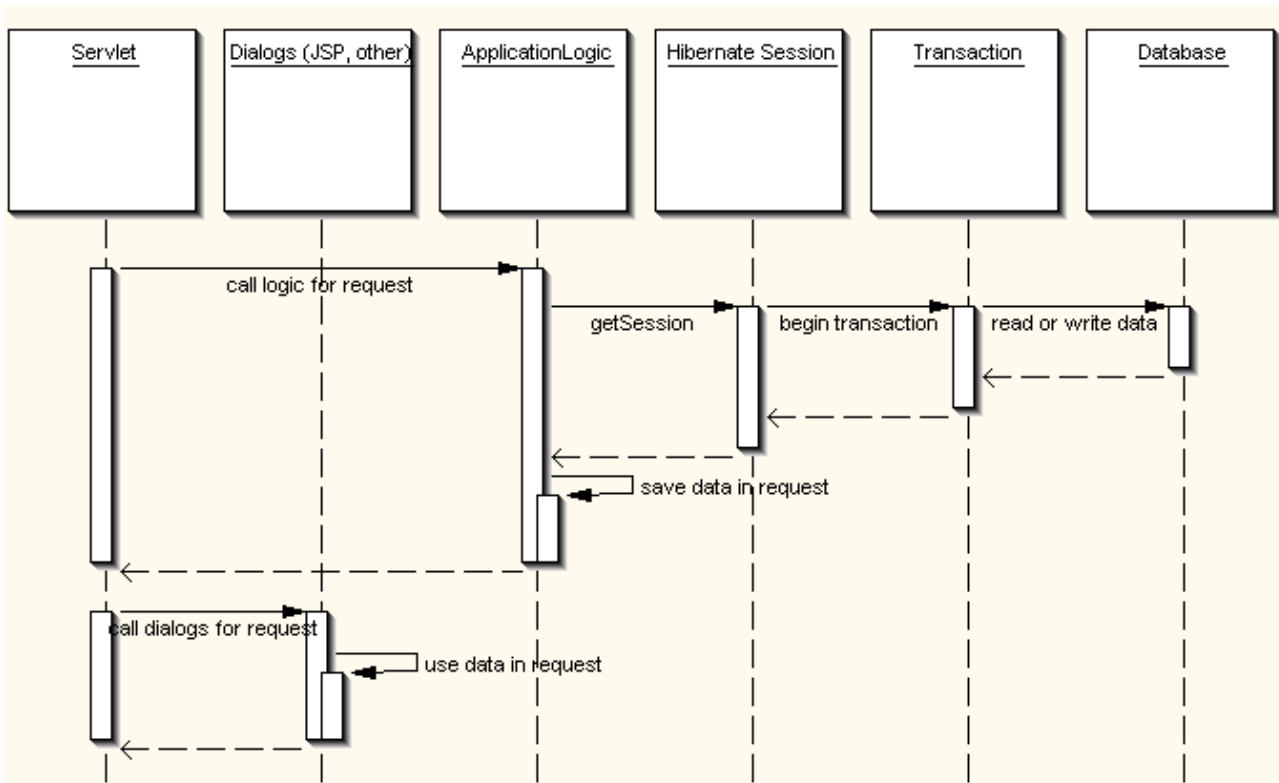 Servlet
Dialogs (JSP, other)
ApplicationLogic
Hibernate Session
Transaction
Database
call logic for request
getSession
begin transaction
read or write data
save data in request
call dialogs for request
use data in request